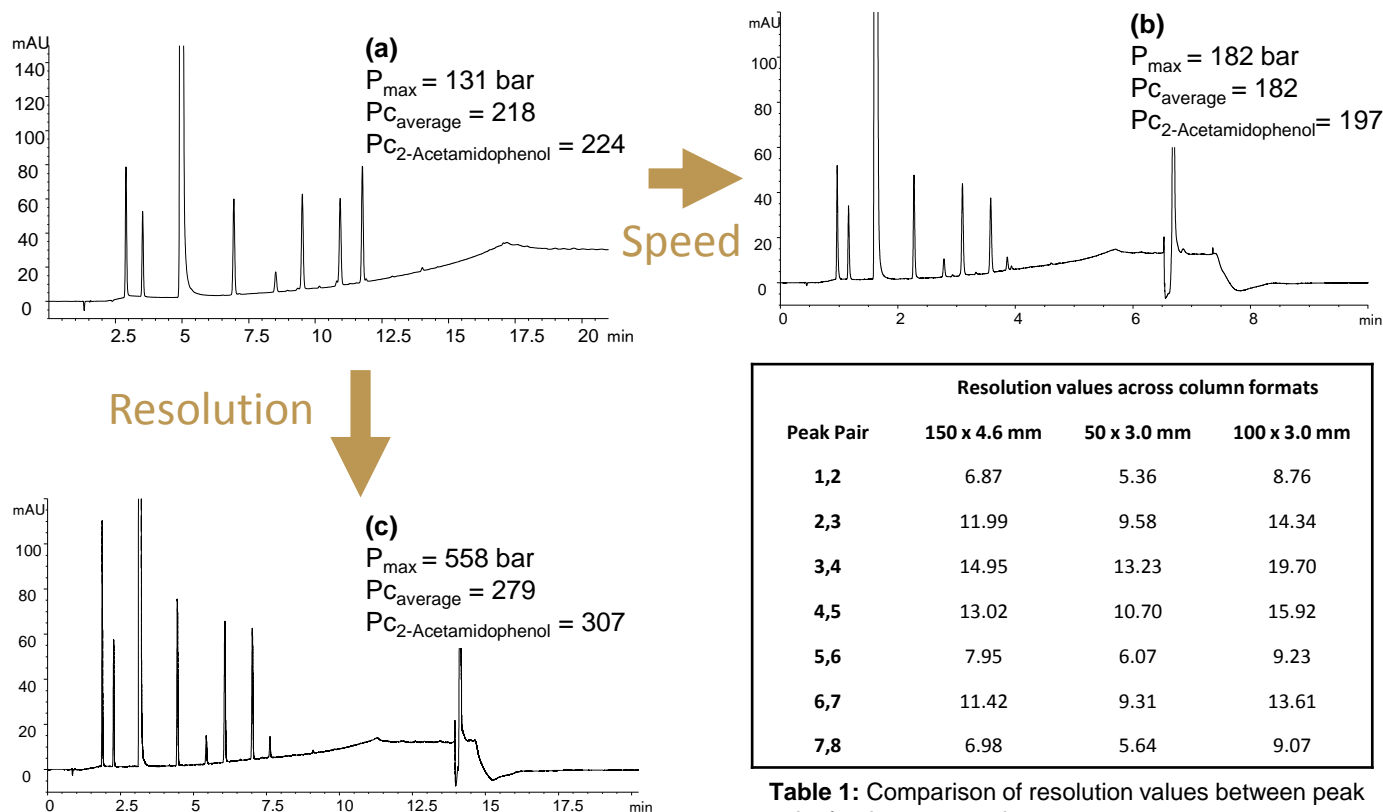 mAU
140
120
100
80
60
40
20
0
2.5 5 7.5 10 12.5 15 17.5 20 min
(a)
Pmax = 131 bar
Pcaverage = 218
Pc2-Acetamidophenol = 224
Speed
mAU
100
80
60
40
20
0
0 2 4 6 8 min
(b)
Pmax = 182 bar
Pcaverage = 182
Pc2-Acetamidophenol= 197
Resolution
mAU
100
80
60
40
20
0
0 2.5 5 7.5 10 12.5 15 17.5 min
(c)
Pmax = 558 bar
Pcaverage = 279
Pc2-Acetamidophenol = 307
Resolution values across column formats
Peak Pair 150 x 4.6 mm 50 x 3.0 mm 100 x 3.0 mm
1,2 6.87 5.36 8.76
2,3 11.99 9.58 14.34
3,4 14.95 13.23 19.70
4,5 13.02 10.70 15.92
5,6 7.95 6.07 9.23
6,7 11.42 9.31 13.61
7,8 6.98 5.64 9.07
Table 1: Comparison of resolution values between peak